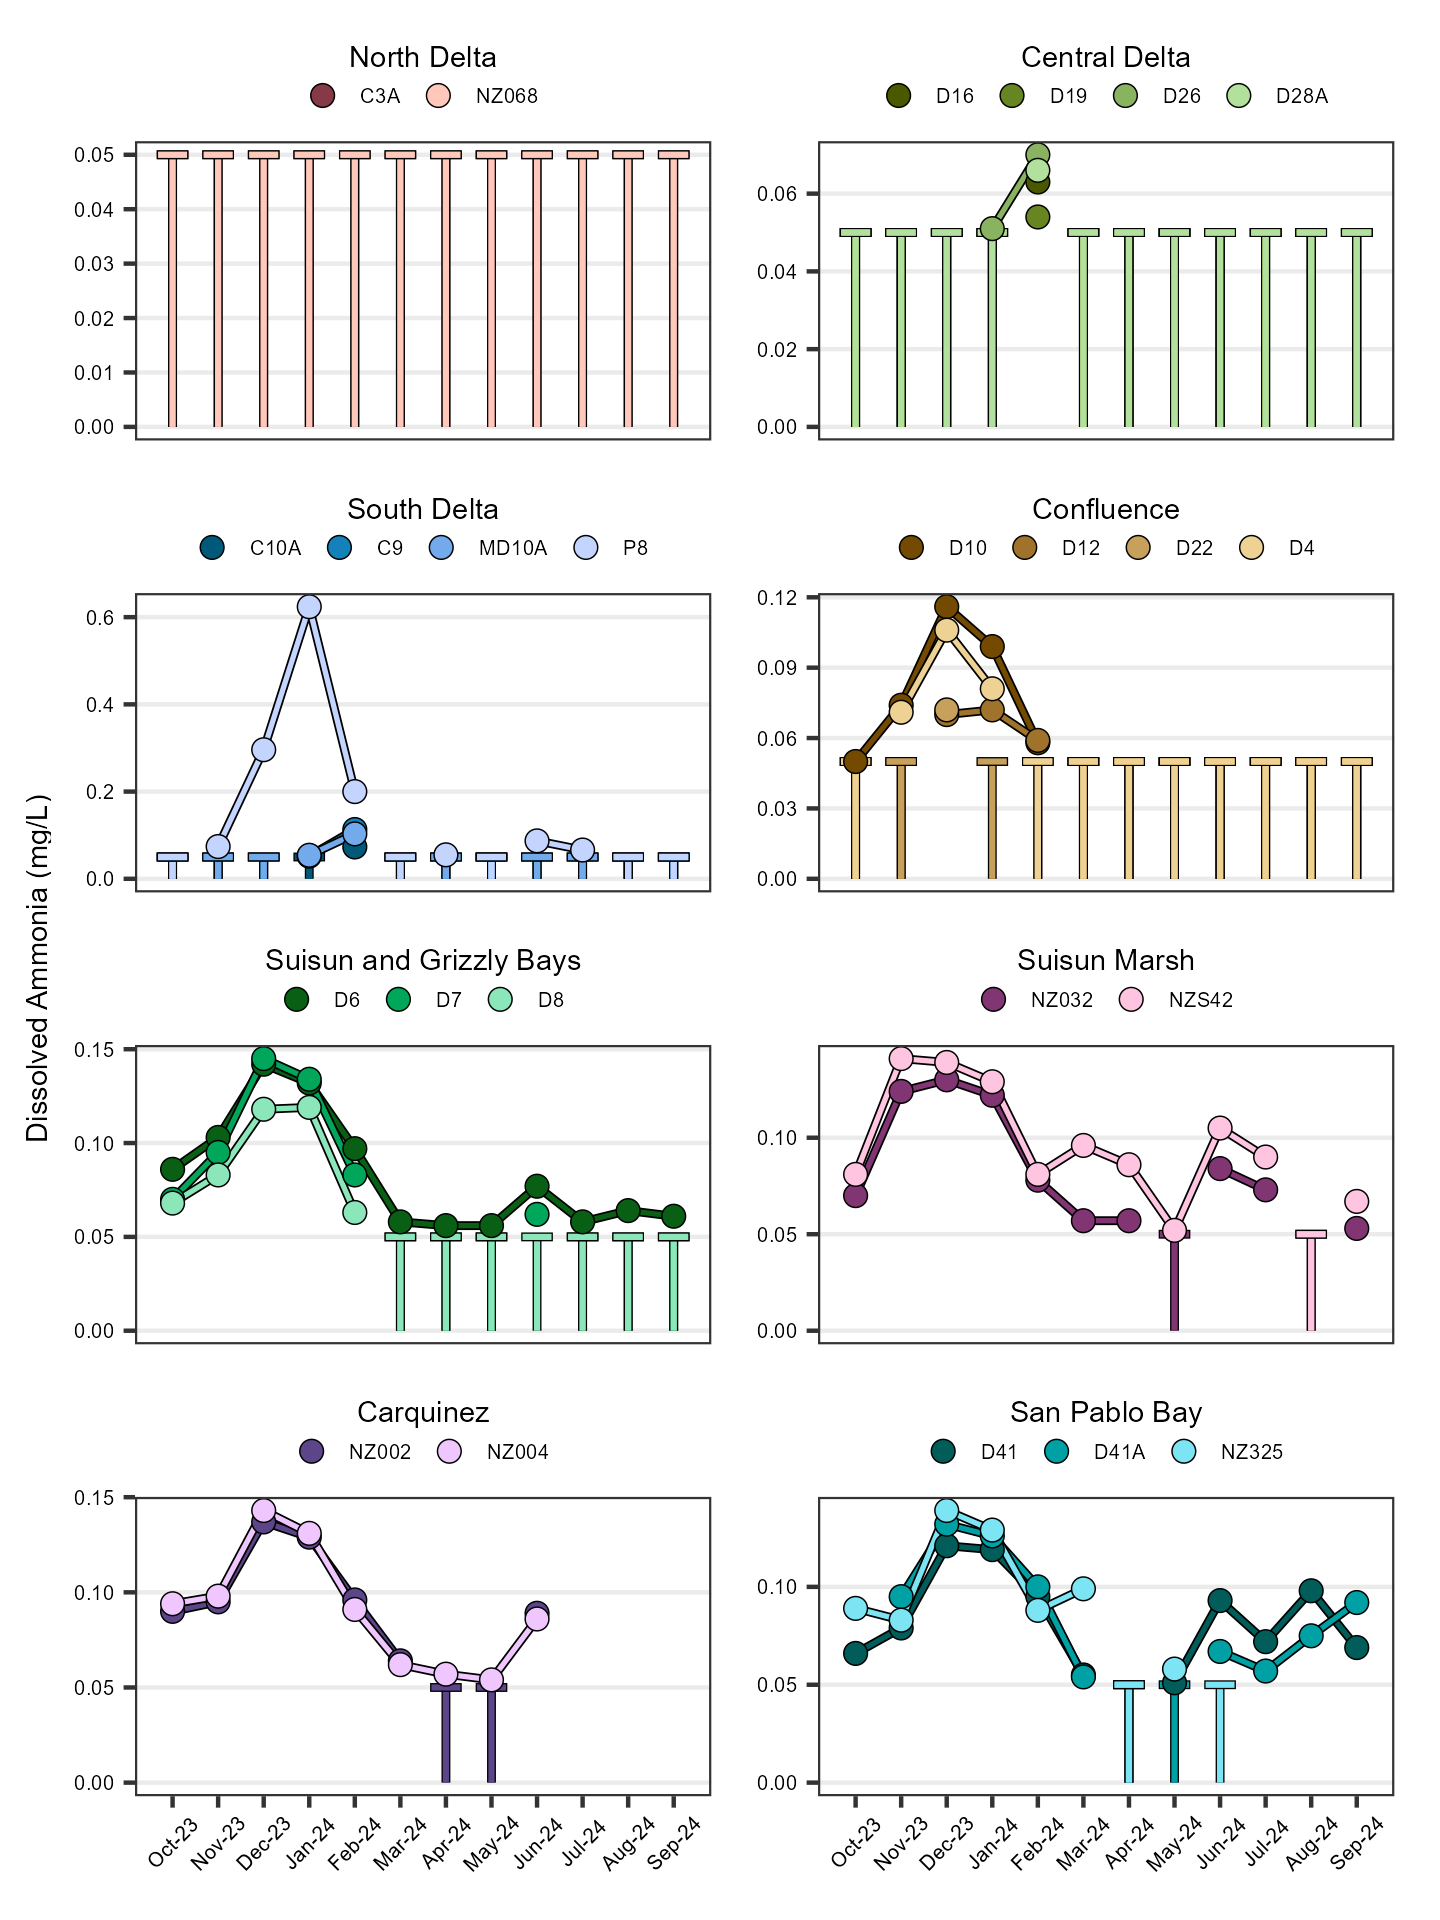 North Delta
C3A NZ068
0.05
0.04
0.03
0.02
0.01
0.00
Central Delta
D16 D19 D26 D28A
0.06
0.04
0.02
0.00
South Delta
C10A C9 MD10A P8
0.6
0.4
0.2
0.0
Confluence
D10 D12 D22 D4
0.12
0.09
0.06
0.03
0.00
Dissolved Ammonia (mg/L)
Suisun and Grizzly Bays
D6 D7 D8
0.15
0.10
0.05
0.00
Suisun Marsh
NZ032 NZS42
0.10
0.05
0.00
Carquinez
NZ002 NZ004
0.15
0.10
0.05
0.00
Oct-23 Nov-23 Dec-23 Jan-24 Feb-24 Mar-24 Apr-24 May-24 Jun-24 Jul-24 Aug-24 Sep-24
San Pablo Bay
D41 D41A NZ325
0.10
0.05
0.00
Oct-23 Nov-23 Dec-23 Jan-24 Feb-24 Mar-24 Apr-24 May-24 Jun-24 Jul-24 Aug-24 Sep-24